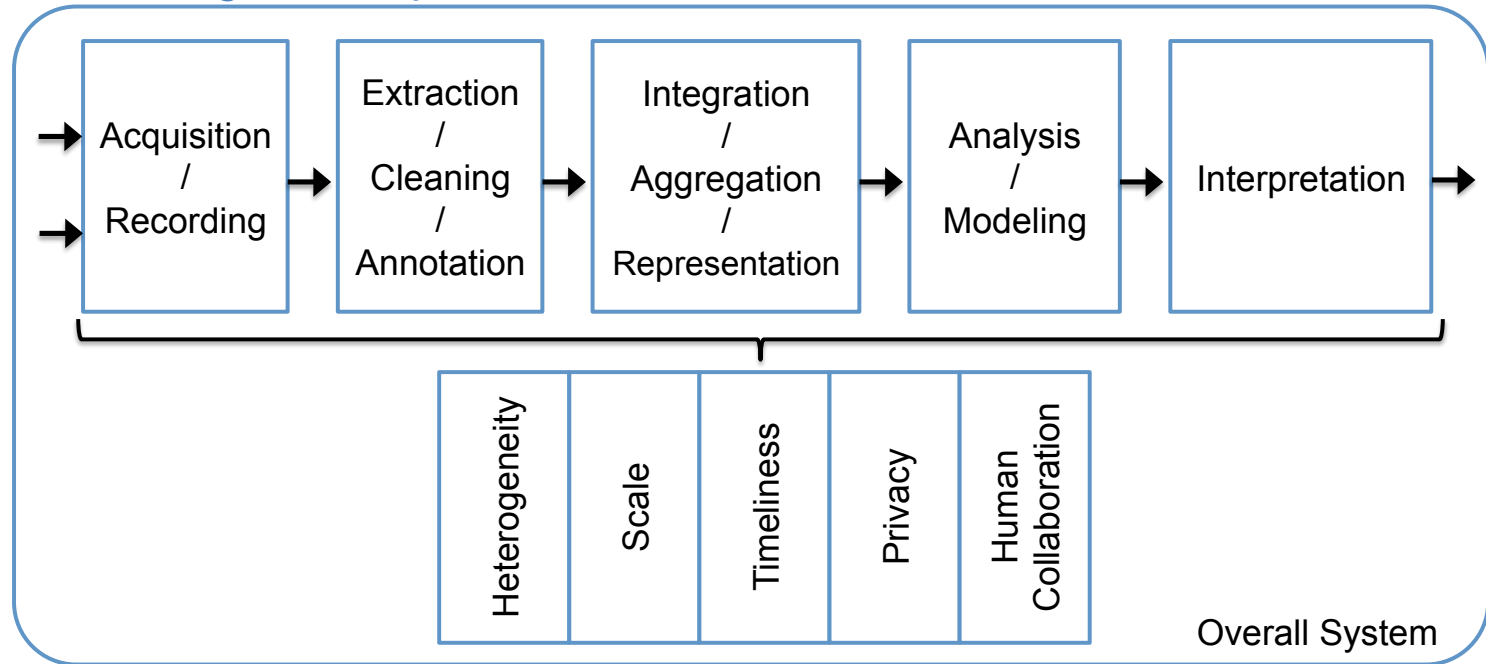 Acquisition
/
Recording
Extraction
/
Cleaning
/
Annotation
Integration
/
Aggregation
/
Representation
Analysis
/
Modeling
Interpretation
Heterogeneity
Scale
Timeliness
Privacy
Human
Collaboration
Overall System